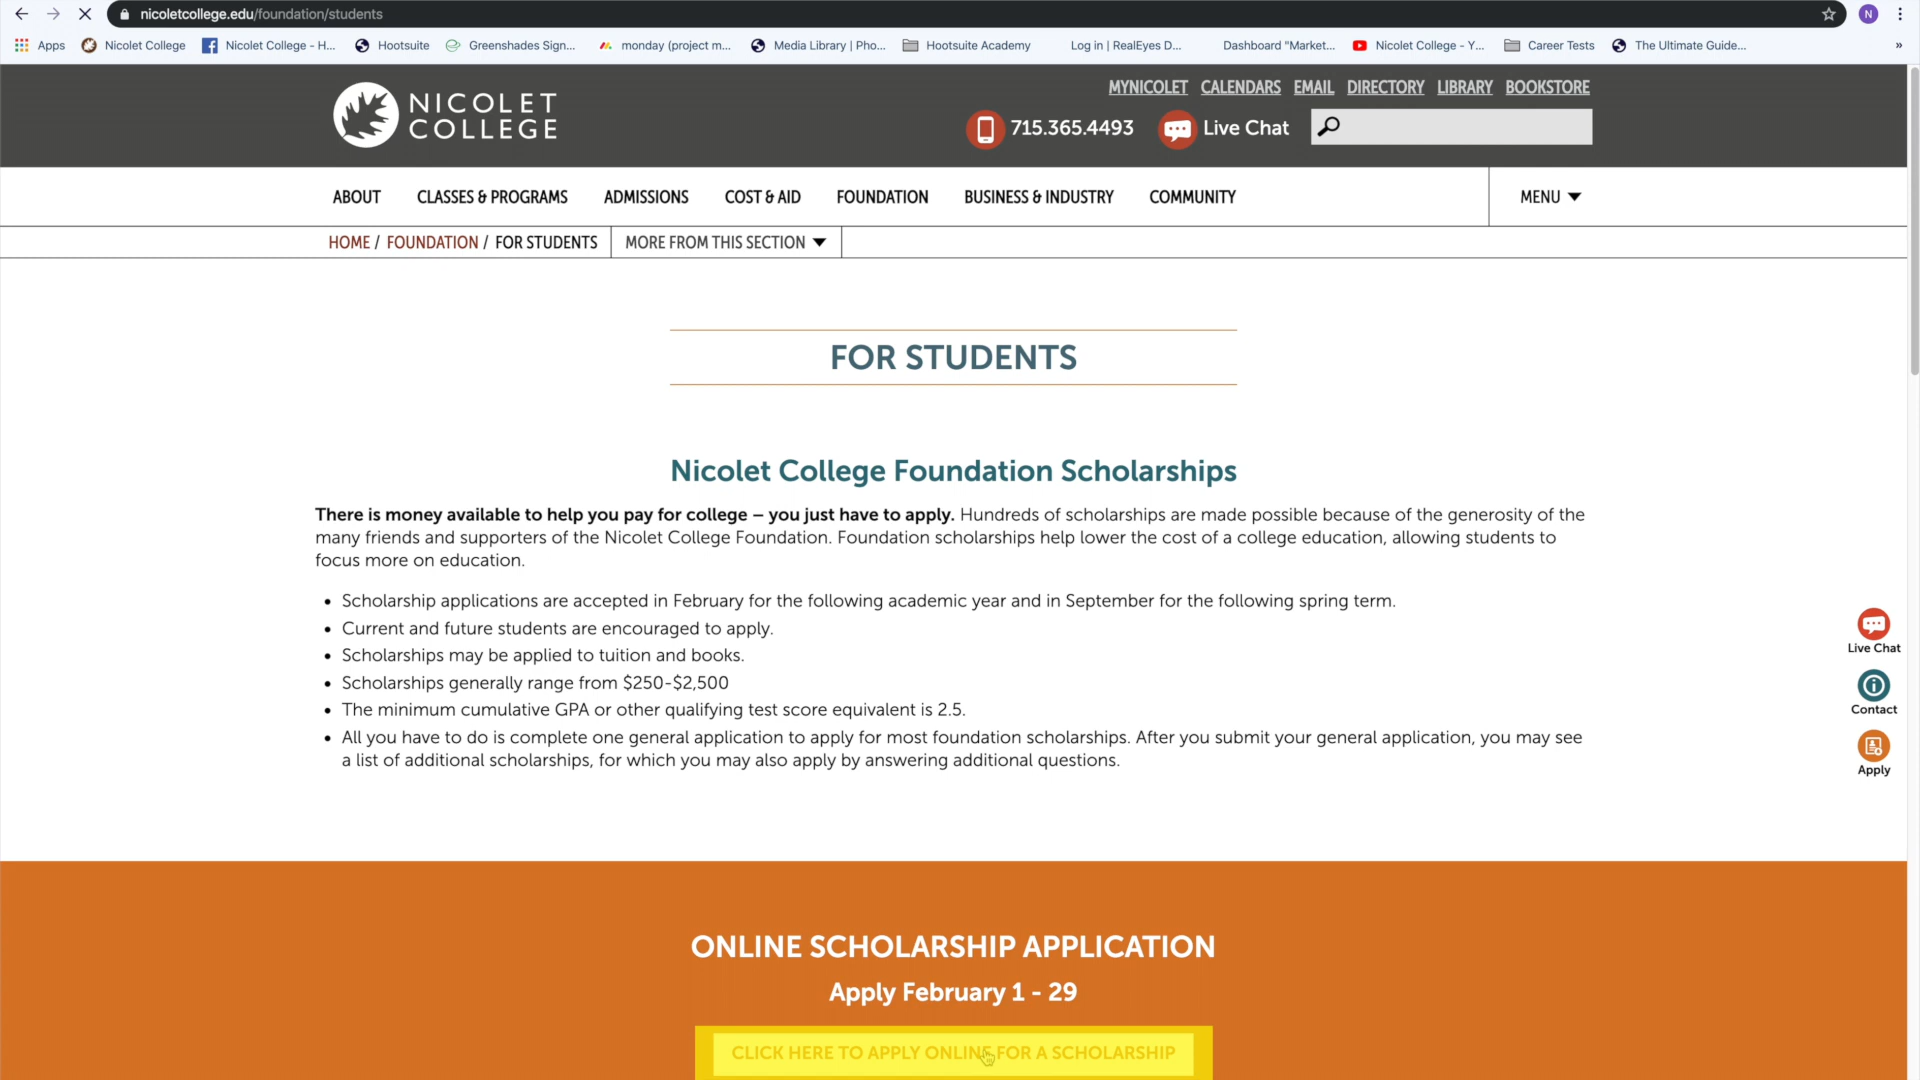 nicoletcollege.edu/foundation/students
N
Apps
Nicolet College
Nicolet College - H...
Hootsuite
Greenshades Sign...
monday (project m...
Media Library | Pho...
Hootsuite Academy
Log in | RealEyes D...
Dashboard "Market...
Nicolet College - Y...
Career Tests
The Ultimate Guide...
»
NICOLET
COLLEGE
MYNICOLET CALENDARS EMAIL DIRECTORY LIBRARY BOOKSTORE
715.365.4493 Live Chat
ABOUT CLASSES & PROGRAMS ADMISSIONS COST & AID FOUNDATION BUSINESS & INDUSTRY COMMUNITY MENU
HOME / FOUNDATION / FOR STUDENTS MORE FROM THIS SECTION
FOR STUDENTS
Nicolet College Foundation Scholarships
There is money available to help you pay for college – you just have to apply. Hundreds of scholarships are made possible because of the generosity of the
many friends and supporters of the Nicolet College Foundation. Foundation scholarships help lower the cost of a college education, allowing students to
focus more on education.
• Scholarship applications are accepted in February for the following academic year and in September for the following spring term.
• Current and future students are encouraged to apply.
• Scholarships may be applied to tuition and books.
• Scholarships generally range from $250-$2,500
• The minimum cumulative GPA or other qualifying test score equivalent is 2.5.
• All you have to do is complete one general application to apply for most foundation scholarships. After you submit your general application, you may see
a list of additional scholarships, for which you may also apply by answering additional questions.
Live Chat
Contact
Apply
ONLINE SCHOLARSHIP APPLICATION
Apply February 1 - 29
CLICK HERE TO APPLY ONLINE FOR A SCHOLARSHIP